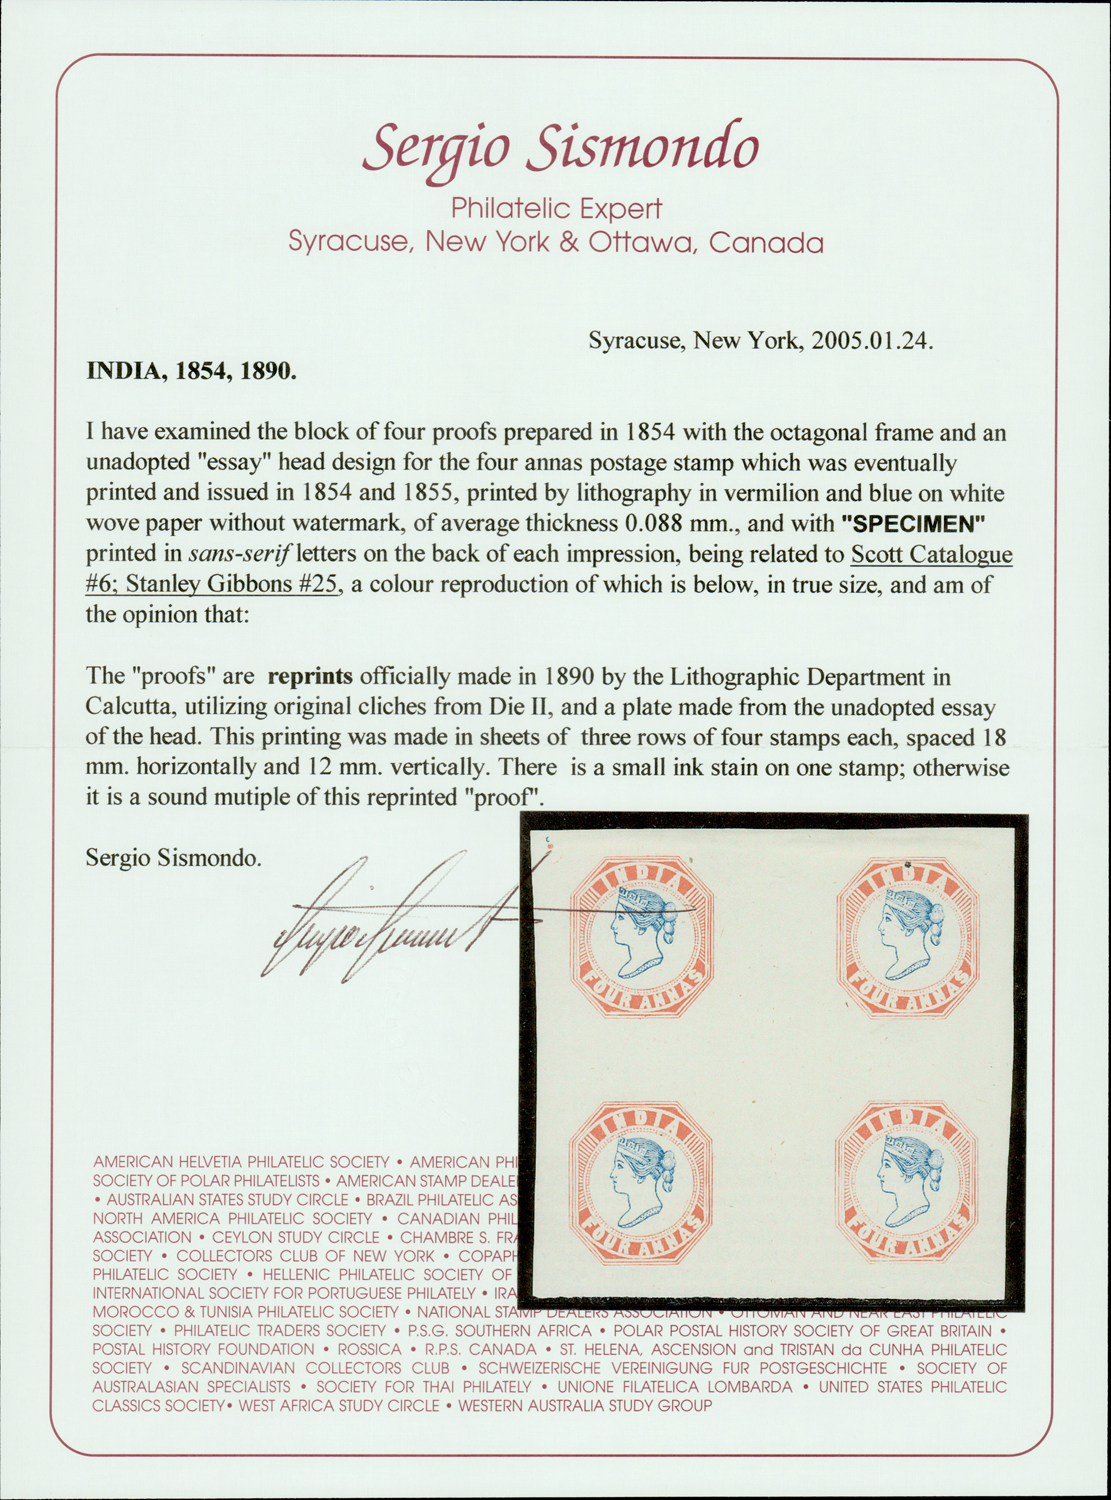 Sergio Sismondo
Philatelic Expert
Syracuse, New York & Ottawa, Canada
Syracuse, New York, 2005.01.24.
INDIA, 1854, 1890.
I have examined the block of four proofs prepared in 1854 with the octagonal frame and an
unadopted "essay" head design for the four annas postage stamp which was eventually
printed and issued in 1854 and 1855, printed by lithography in vermilion and blue on white
wove paper without watermark, of average thickness 0.088 mm., and with "SPECIMEN"
printed in sans-serif letters on the back of each impression, being related to Scott Catalogue
#6; Stanley Gibbons #25, a colour reproduction of which is below, in true size, and am of
the opinion that:
The "proofs" are reprints officially made in 1890 by the Lithographic Department in
Calcutta, utilizing original cliches from Die II, and a plate made from the unadopted essay
of the head. This printing was made in sheets of three rows of four stamps each, spaced 18
mm. horizontally and 12 mm. vertically. There is a small ink stain on one stamp; otherwise
it is a sound mutiple of this reprinted "proof".
Sergio Sismondo.
INDIA
FOUR ANNAS
INDIA
FOUR ANNAS
INDIA
FOUR ANNAS
INDIA
FOUR ANNAS
AMERICAN HELVETIA PHILATELIC SOCIETY • AMERICAN PHI
SOCIETY OF POLAR PHILATELISTS • AMERICAN STAMP DEALE
• AUSTRALIAN STATES STUDY CIRCLE • BRAZIL PHILATELIC AS
NORTH AMERICA PHILATELIC SOCIETY • CANADIAN PHIL
ASSOCIATION • CEYLON STUDY CIRCLE • CHAMBRE S. FRA
SOCIETY • COLLECTORS CLUB OF NEW YORK • COPAPH
PHILATELIC SOCIETY • HELLENIC PHILATELIC SOCIETY OF
INTERNATIONAL SOCIETY FOR PORTUGUESE PHILATELY • IRA
MOROCCO & TUNISIA PHILATELIC SOCIETY • NATIONAL STAMP DEALERS ASSOCIATION • OTTOMAN AND NEAR EAST PHILATELIC
SOCIETY • PHILATELIC TRADERS SOCIETY • P.S.G. SOUTHERN AFRICA • POLAR POSTAL HISTORY SOCIETY OF GREAT BRITAIN •
POSTAL HISTORY FOUNDATION • ROSSICA • R.P.S. CANADA • ST. HELENA, ASCENSION and TRISTAN da CUNHA PHILATELIC
SOCIETY • SCANDINAVIAN COLLECTORS CLUB • SCHWEIZERISCHE VEREINIGUNG FUR POSTGESCHICHTE • SOCIETY OF
AUSTRALASIAN SPECIALISTS • SOCIETY FOR THAI PHILATELY • UNIONE FILATELICA LOMBARDA • UNITED STATES PHILATELIC
CLASSICS SOCIETY• WEST AFRICA STUDY CIRCLE • WESTERN AUSTRALIA STUDY GROUP